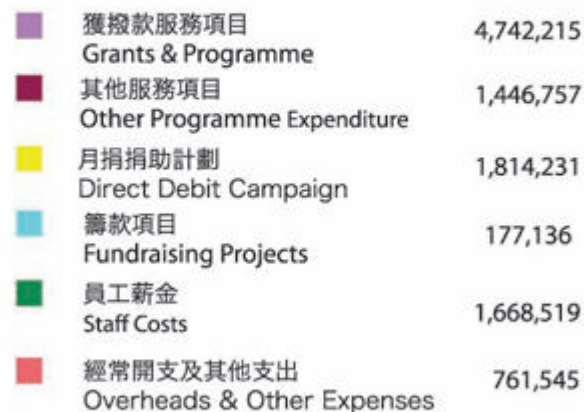 獲撥款服務項目
Grants & Programme
4,742,215
其他服務項目
Other Programme Expenditure
1,446,757
月捐捐助計劃
Direct Debit Campaign
1,814,231
籌款項目
Fundraising Projects
177,136
員工薪金
Staff Costs
1,668,519
經常開支及其他支出
Overheads & Other Expenses
761,545